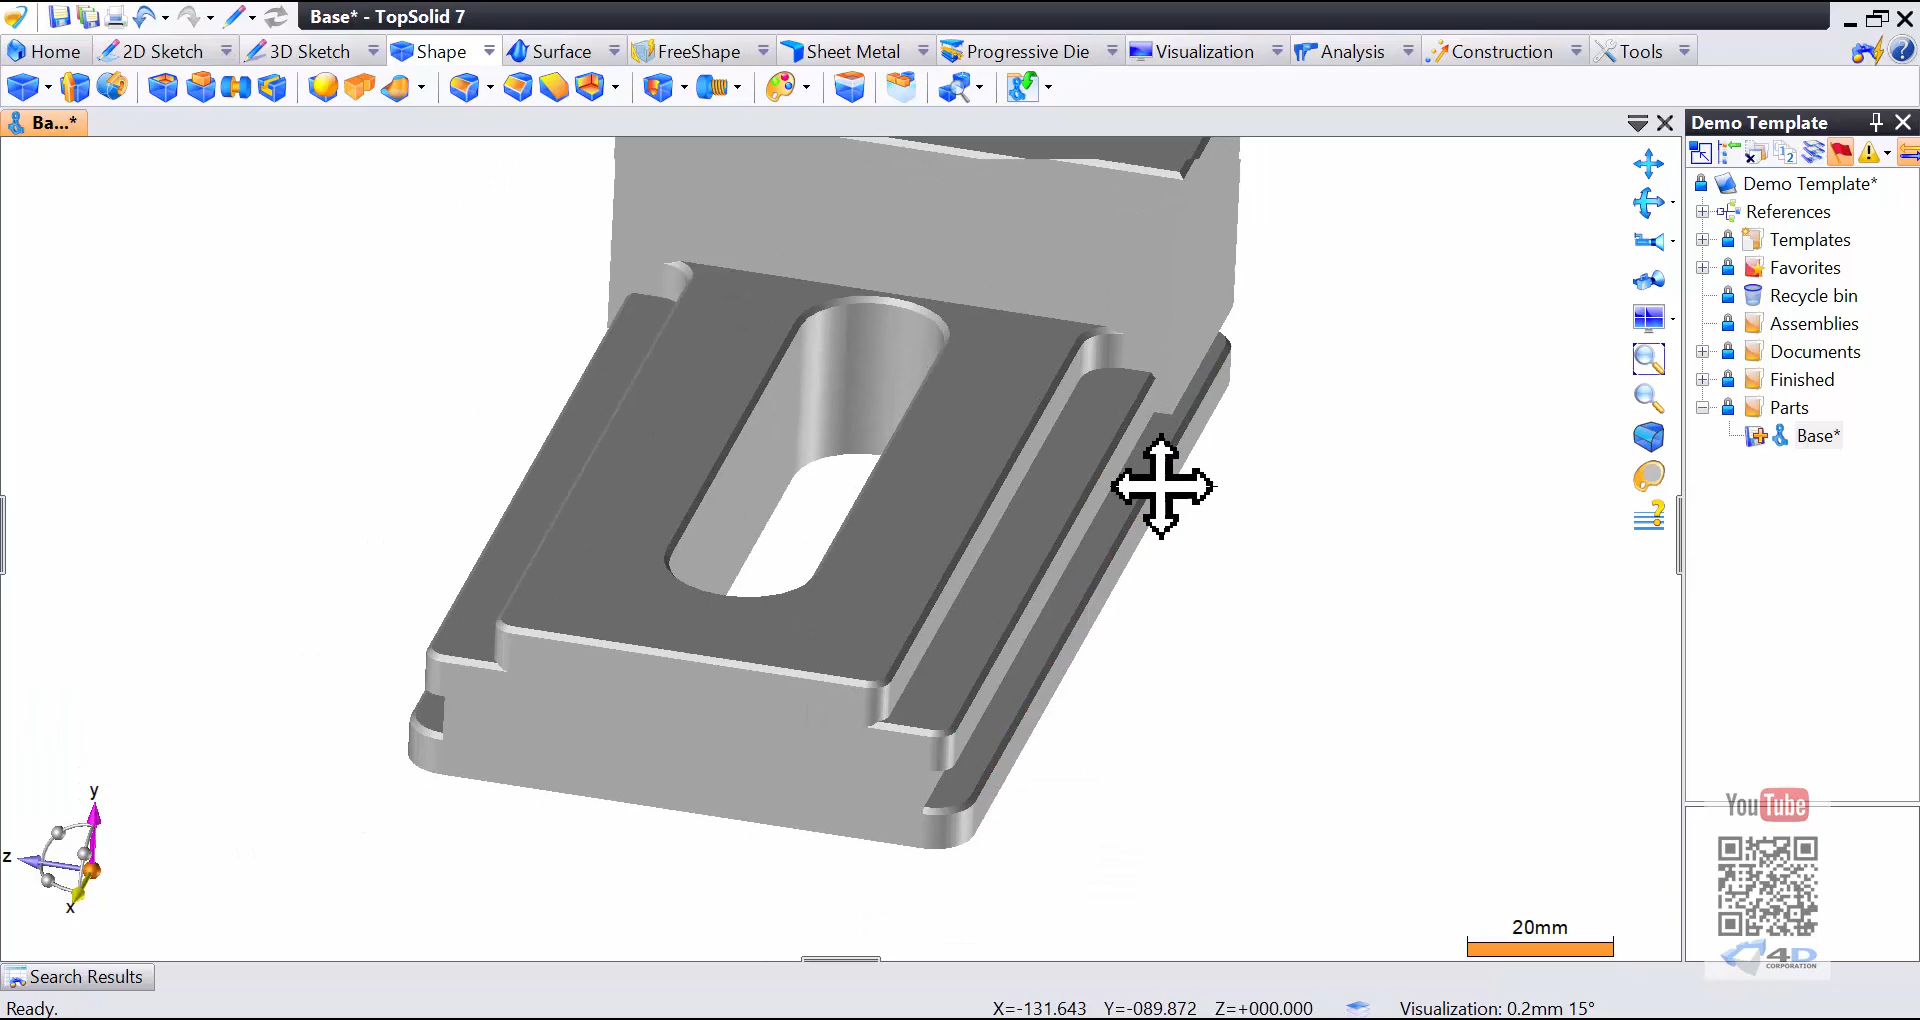 Base* - TopSolid 7
Home
2D Sketch
3D Sketch
Shape
Surface
FreeShape
Sheet Metal
Progressive Die
Visualization
Analysis
Construction
Tools
Ba...*
Demo Template
Demo Template*
References
Templates
Favorites
Recycle bin
Assemblies
Documents
Finished
Parts
Base*
y
z
x
20mm
YouTube
4D
CORPORATION
Search Results
Ready.
X=-131.643 Y=-089.872 Z=+000.000 Visualization: 0.2mm 15°